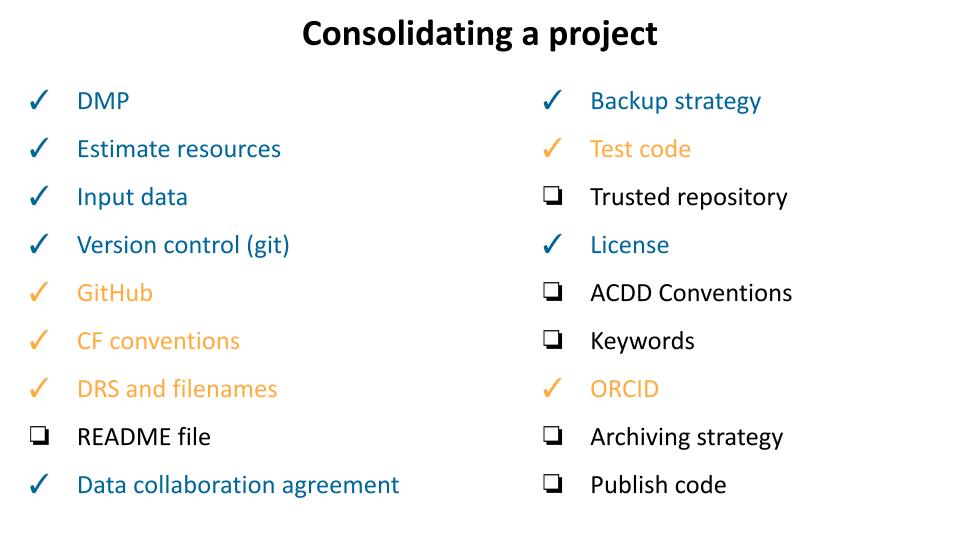 Consolidating a project
✓ DMP
✓ Estimate resources
✓ Input data
✓ Version control (git)
✓ GitHub
✓ CF conventions
✓ DRS and filenames
❏ README file
✓ Data collaboration agreement
✓ Backup strategy
✓ Test code
❏ Trusted repository
✓ License
❏ ACDD Conventions
❏ Keywords
✓ ORCID
❏ Archiving strategy
❏ Publish code